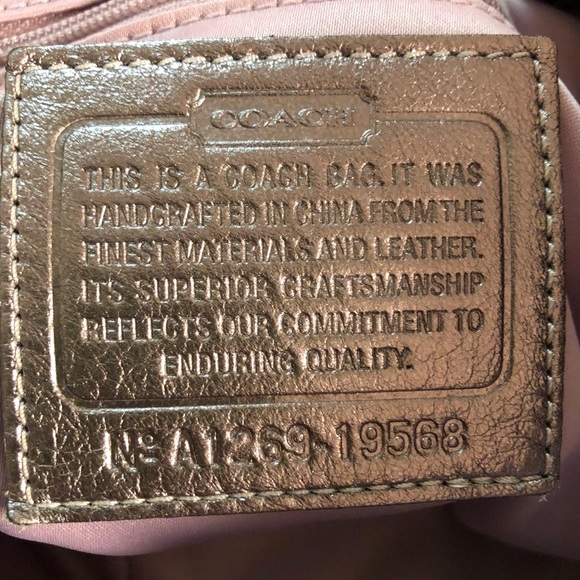 COACH
THIS IS A COACH BAG. IT WAS
HANDCRAFTED IN CHINA FROM THE
FINEST MATERIALS AND LEATHER.
ITS SUPERIOR CRAFTSMANSHIP
REFLECTS OUR COMMITMENT TO
ENDURING QUALITY.
Nº A1269-19568